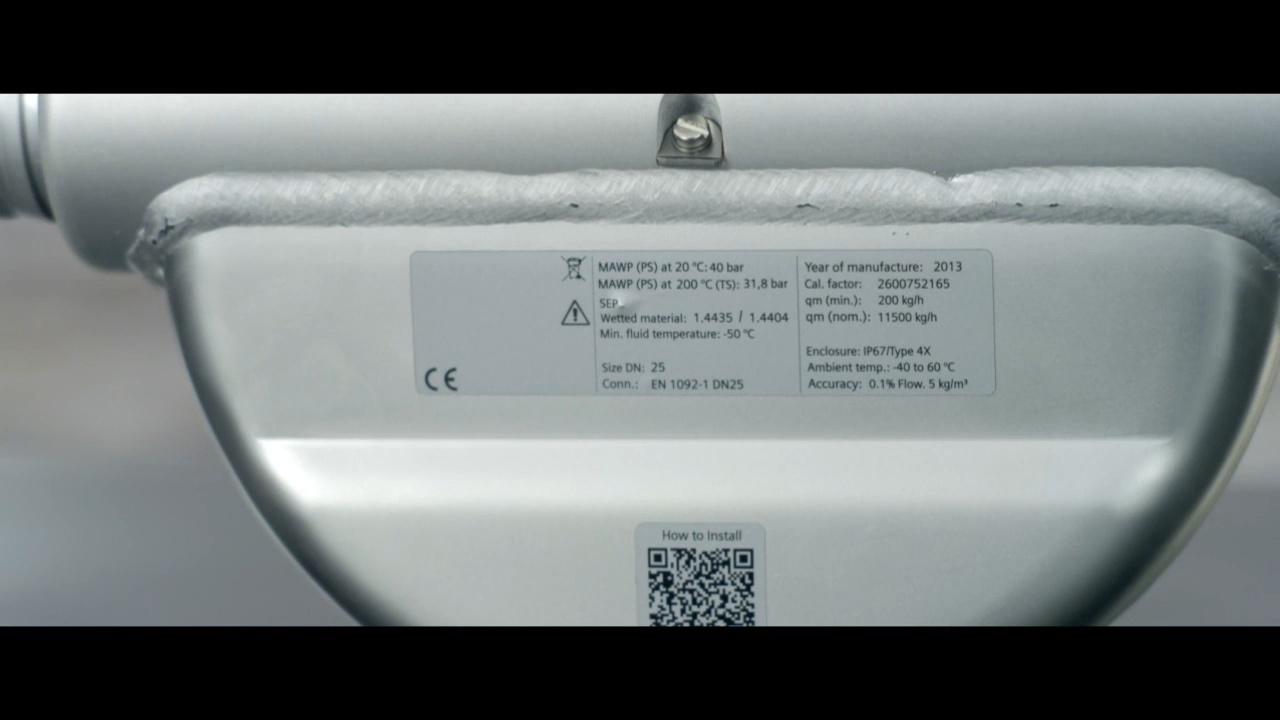 MAWP (PS) at 20 °C: 40 bar
MAWP (PS) at 200 °C (TS): 31,8 bar
SEP
Wetted material: 1.4435 / 1.4404
Min. fluid temperature: -50 °C
Size DN: 25
Conn.: EN 1092-1 DN25
Year of manufacture: 2013
Cal. factor: 2600752165
qm (min.): 200 kg/h
qm (nom.): 11500 kg/h
Enclosure: IP67/Type 4X
Ambient temp.: -40 to 60 °C
Accuracy: 0.1% Flow. 5 kg/m³
CE
How to Install